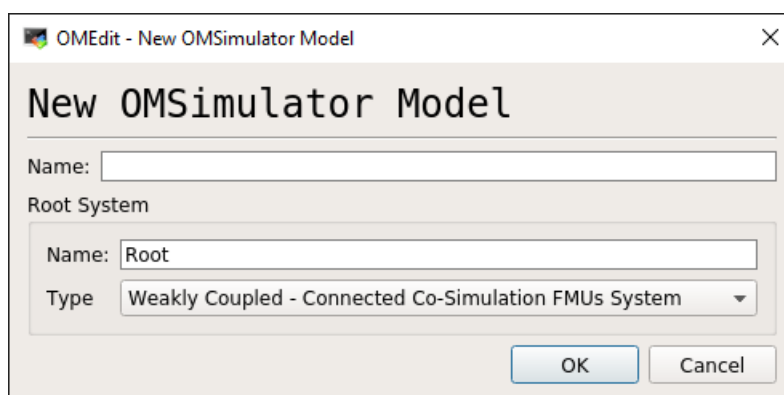 OMEdit - New OMSimulator Model
New OMSimulator Model
Name:
Root System
Name: Root
Type Weakly Coupled - Connected Co-Simulation FMUs System
OK Cancel